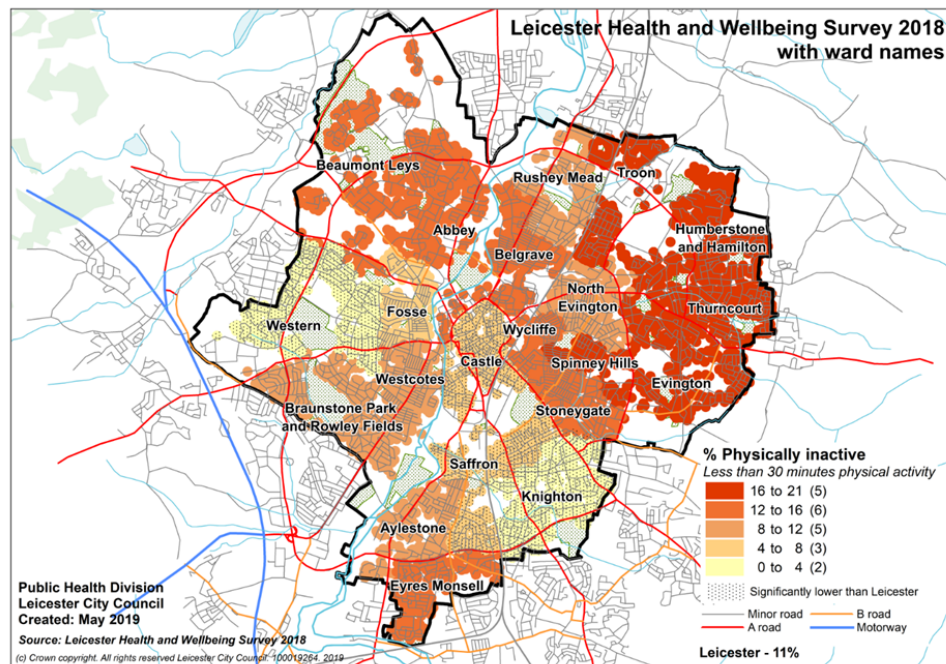 Leicester Health and Wellbeing Survey 2018
with ward names
Beaumont Leys
Rushey Mead
Troon
Abbey
Humberstone
and Hamilton
Belgrave
North
Evington
Fosse
Thurncourt
Western
Wycliffe
Castle
Spinney Hills
Westcotes
Evington
Braunstone Park
and Rowley Fields
Stoneygate
Saffron
Knighton
Aylestone
Eyres Monsell
% Physically inactive
Less than 30 minutes physical activity
16 to 21 (5)
12 to 16 (6)
8 to 12 (5)
4 to 8 (3)
0 to 4 (2)
Significantly lower than Leicester
Minor road B road
A road Motorway
Leicester - 11%
Public Health Division
Leicester City Council
Created: May 2019
Source: Leicester Health and Wellbeing Survey 2018
(c) Crown copyright. All rights reserved Leicester City Council. 100019264, 2019